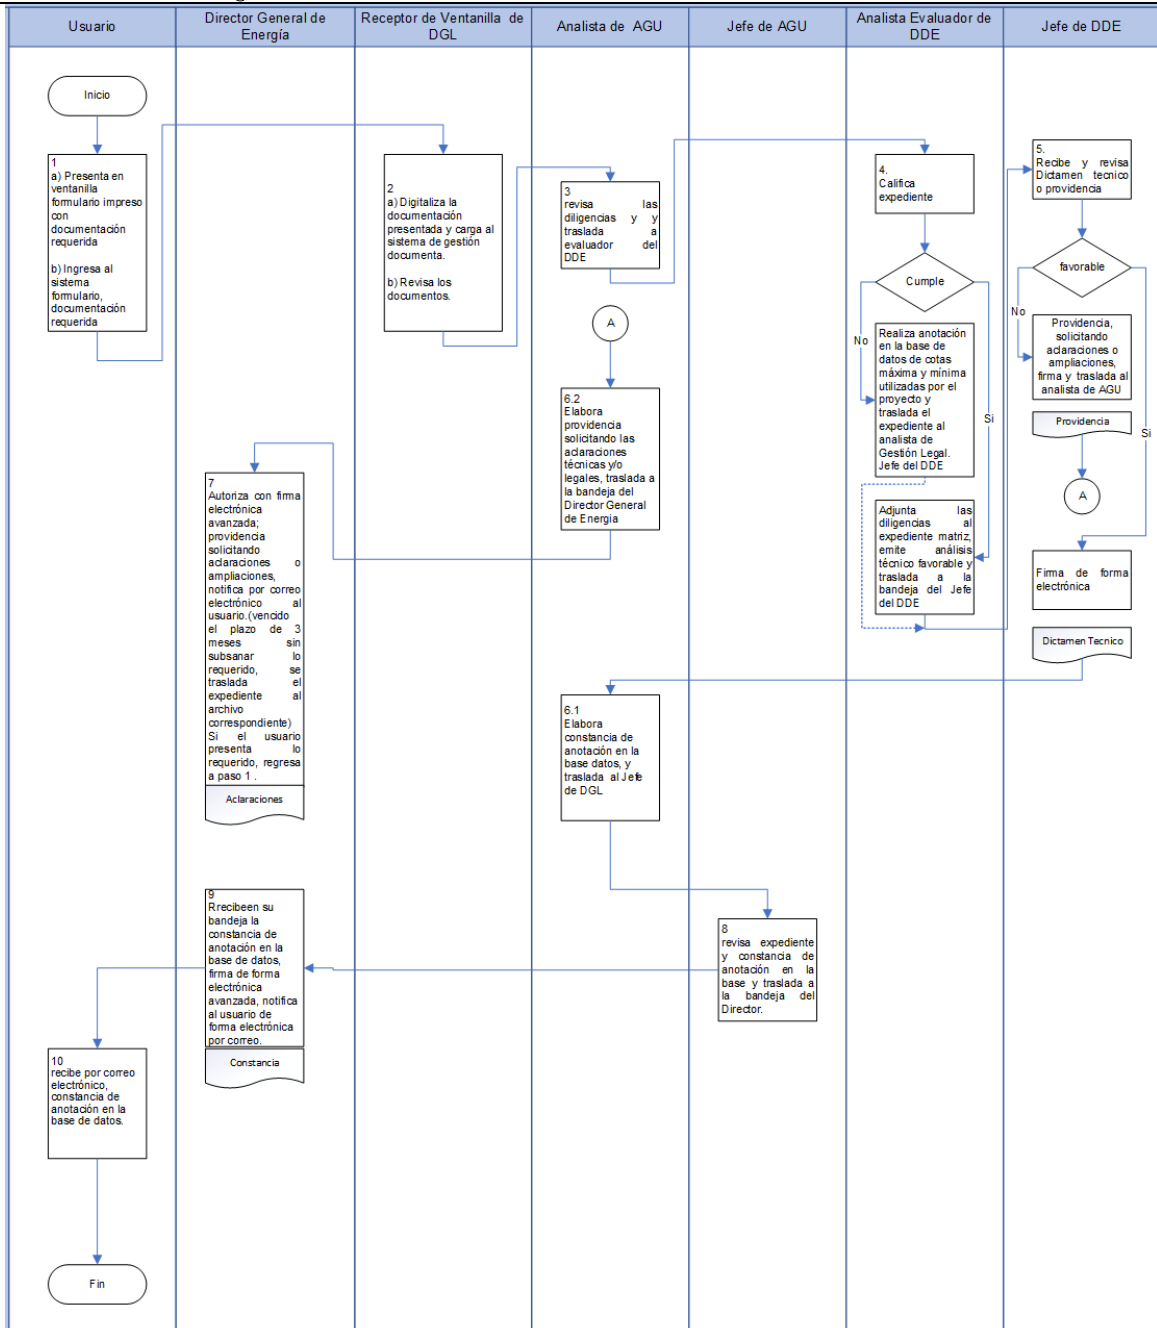 Usuario
Director General de
Energía
Receptor de Ventanilla de
DGL
Analista de AGU
Jefe de AGU
Analista Evaluador de
DDE
Jefe de DDE
Inicio
1
a) Presenta en
ventanilla
formulario impreso
con
documentación
requerida
b) Ingresa al
sistema
formulario,
documentación
requerida
2
a) Digitaliza la
documentación
presentada y carga al
sistema de gestión
documenta.
b) Revisa los
documentos.
3
revisa las
diligencias y y
traslada a
evaluador del
DDE
4.
Califica
expediente
5.
Recibe y revisa
Dictamen tecnico
o providencia
Cumple
favorable
No
Realiza anotación
en la base de
datos de cotas
máxima y mínima
utilizadas por el
proyecto y
traslada el
expediente al
analista de
Gestión Legal.
Jefe del DDE
Si
No
Providencia,
solicitando
aclaraciones o
ampliaciones,
firma y traslada al
analista de AGU
Providencia
Si
A
A
6.2
Elabora
providencia
solicitando las
aclaraciones
técnicas y/o
legales, traslada a
la bandeja del
Director General
de Energia
7
Autoriza con firma
electrónica
avanzada;
providencia
solicitando
aclaraciones o
ampliaciones,
notifica por correo
electrónico al
usuario.(vencido
el plazo de 3
meses sin
subsanar lo
requerido, se
traslada el
expediente al
archivo
correspondiente)
Si el usuario
presenta lo
requerido, regresa
a paso 1 .
Aclaraciones
Adjunta las
diligencias al
expediente matriz,
emite análisis
técnico favorable y
traslada a la
bandeja del Jefe
del DDE
Firma de forma
electrónica
Dictamen Tecnico
6.1
Elabora
constancia de
anotación en la
base datos, y
traslada al Jefe
de DGL
8
revisa expediente
y constancia de
anotación en la
base y traslada a
la bandeja del
Director.
9
Rrecibeen su
bandeja la
constancia de
anotación en la
base de datos,
firma de forma
electrónica
avanzada, notifica
al usuario de
forma electrónica
por correo.
Constancia
10
recibe por correo
electrónico,
constancia de
anotación en la
base de datos.
Fin